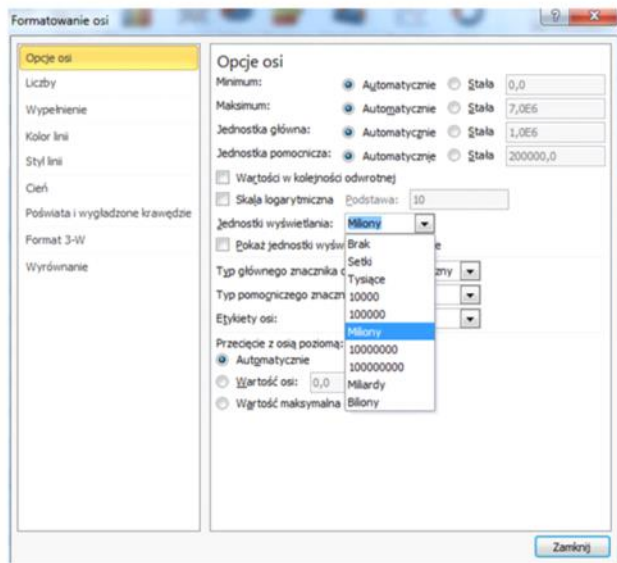 Formatowanie osi
Opcje osi
Liczby
Wypełnienie
Kolor linii
Styl linii
Cień
Poświata i wygładzone krawędzie
Format 3-W
Wyrównanie
Opcje osi
Minimum: Automatycznie Stała 0,0
Maksimum: Automatycznie Stała 7,0E6
Jednostka główna: Automatycznie Stała 1,0E6
Jednostka pomocnicza: Automatycznie Stała 200000,0
Wartości w kolejności odwrotnej
Skala logarytmiczna Podstawa: 10
Jednostki wyświetlania: Miliony
Brak
Setki
Tysiące
10000
100000
Miliony
10000000
100000000
Miliardy
Biliony
Pokaż jednostki wyśw e
Typ głównego znacznika zny
Typ pomocniczego znaczn
Etykiety osi:
Przecięcie z osią poziomą:
Automatycznie
Wartość osi: 0,0
Wartość maksymalna
Zamknij